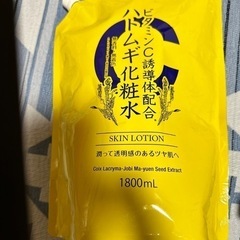 ビタミンC誘導体配合
ハトムギ化粧水
SKIN LOTION
潤って透明感のあるツヤ肌へ
Coix Lacryma-Jobi Ma-yuen Seed Extract
1800mL